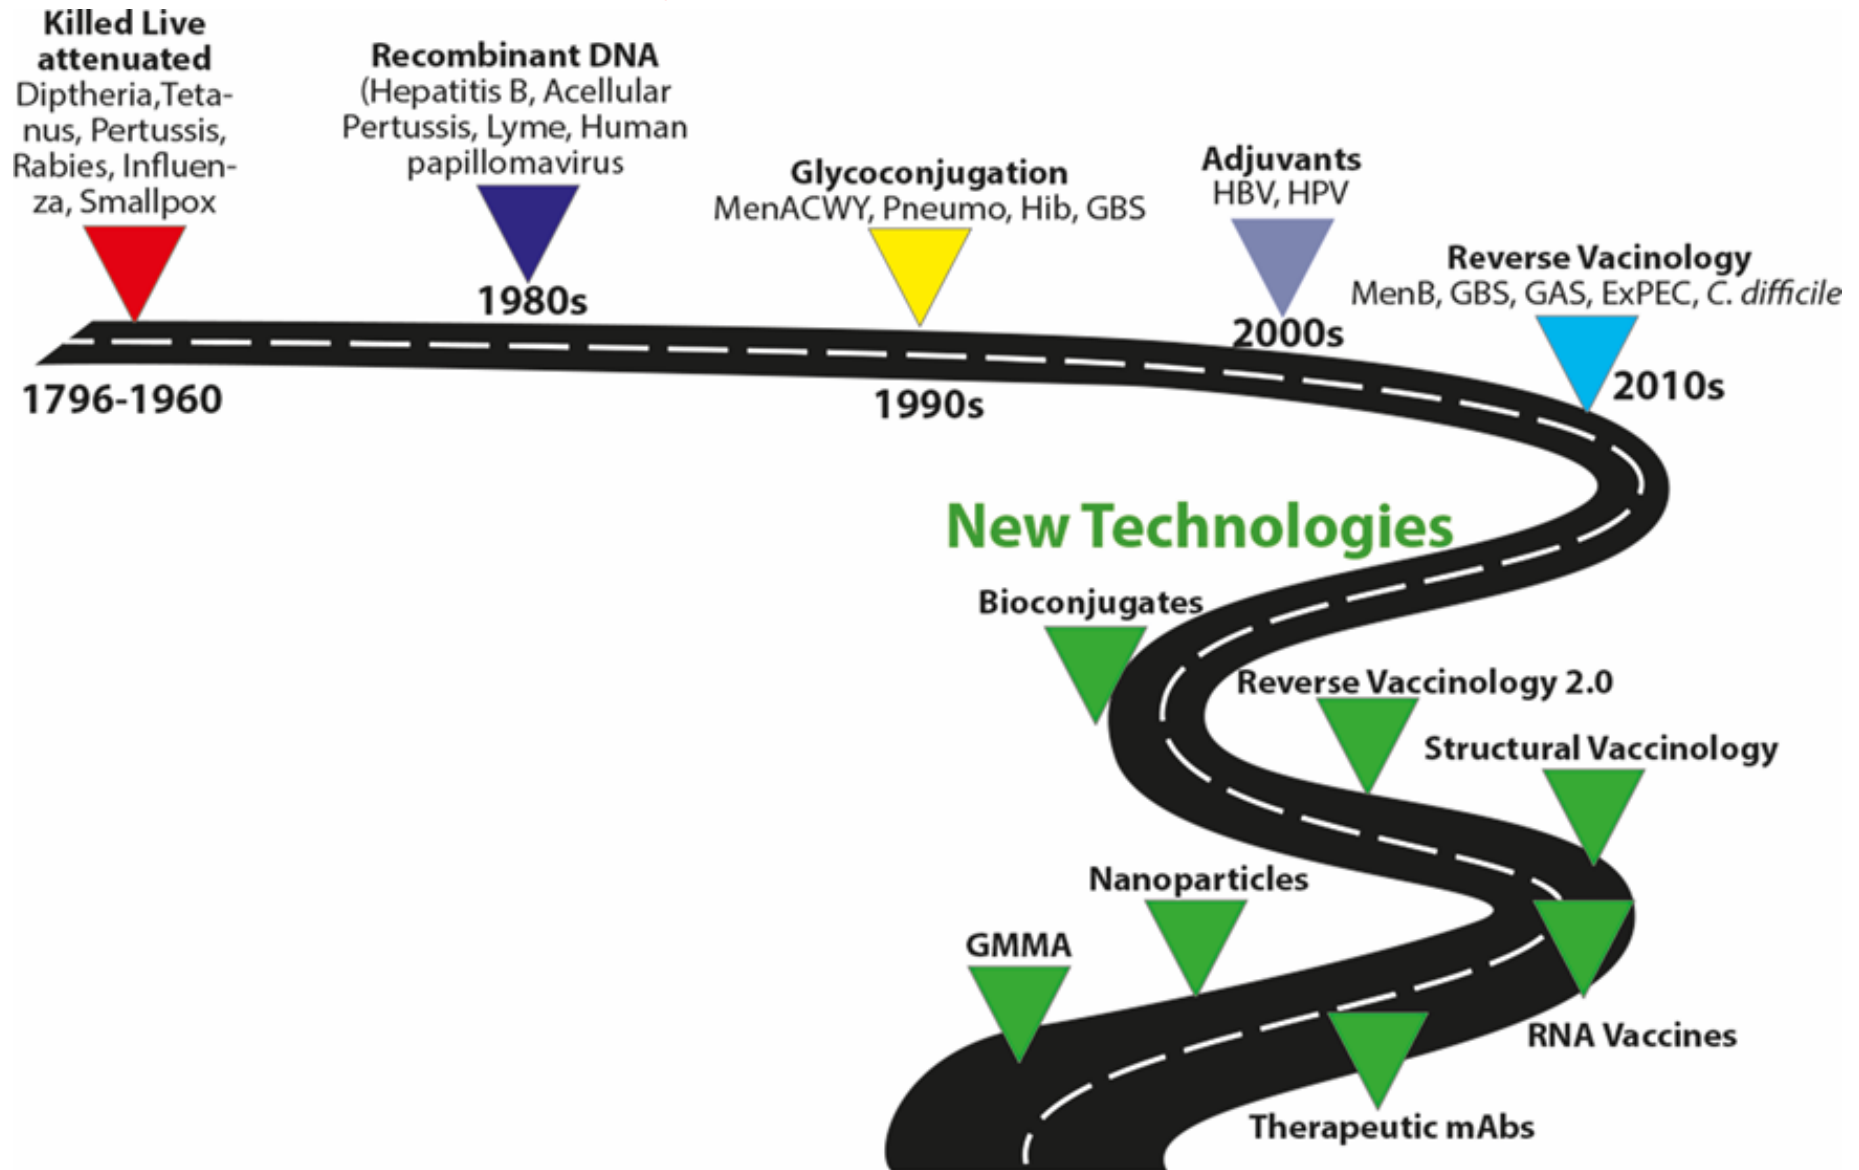 Killed Live
attenuated
Diptheria,Teta-
nus, Pertussis,
Rabies, Influen-
za, Smallpox
1796-1960
Recombinant DNA
(Hepatitis B, Acellular
Pertussis, Lyme, Human
papillomavirus
1980s
Glycoconjugation
MenACWY, Pneumo, Hib, GBS
1990s
Adjuvants
HBV, HPV
2000s
Reverse Vacinology
MenB, GBS, GAS, ExPEC, C. difficile
2010s
New Technologies
Bioconjugates
Reverse Vaccinology 2.0
Structural Vaccinology
Nanoparticles
GMMA
RNA Vaccines
Therapeutic mAbs